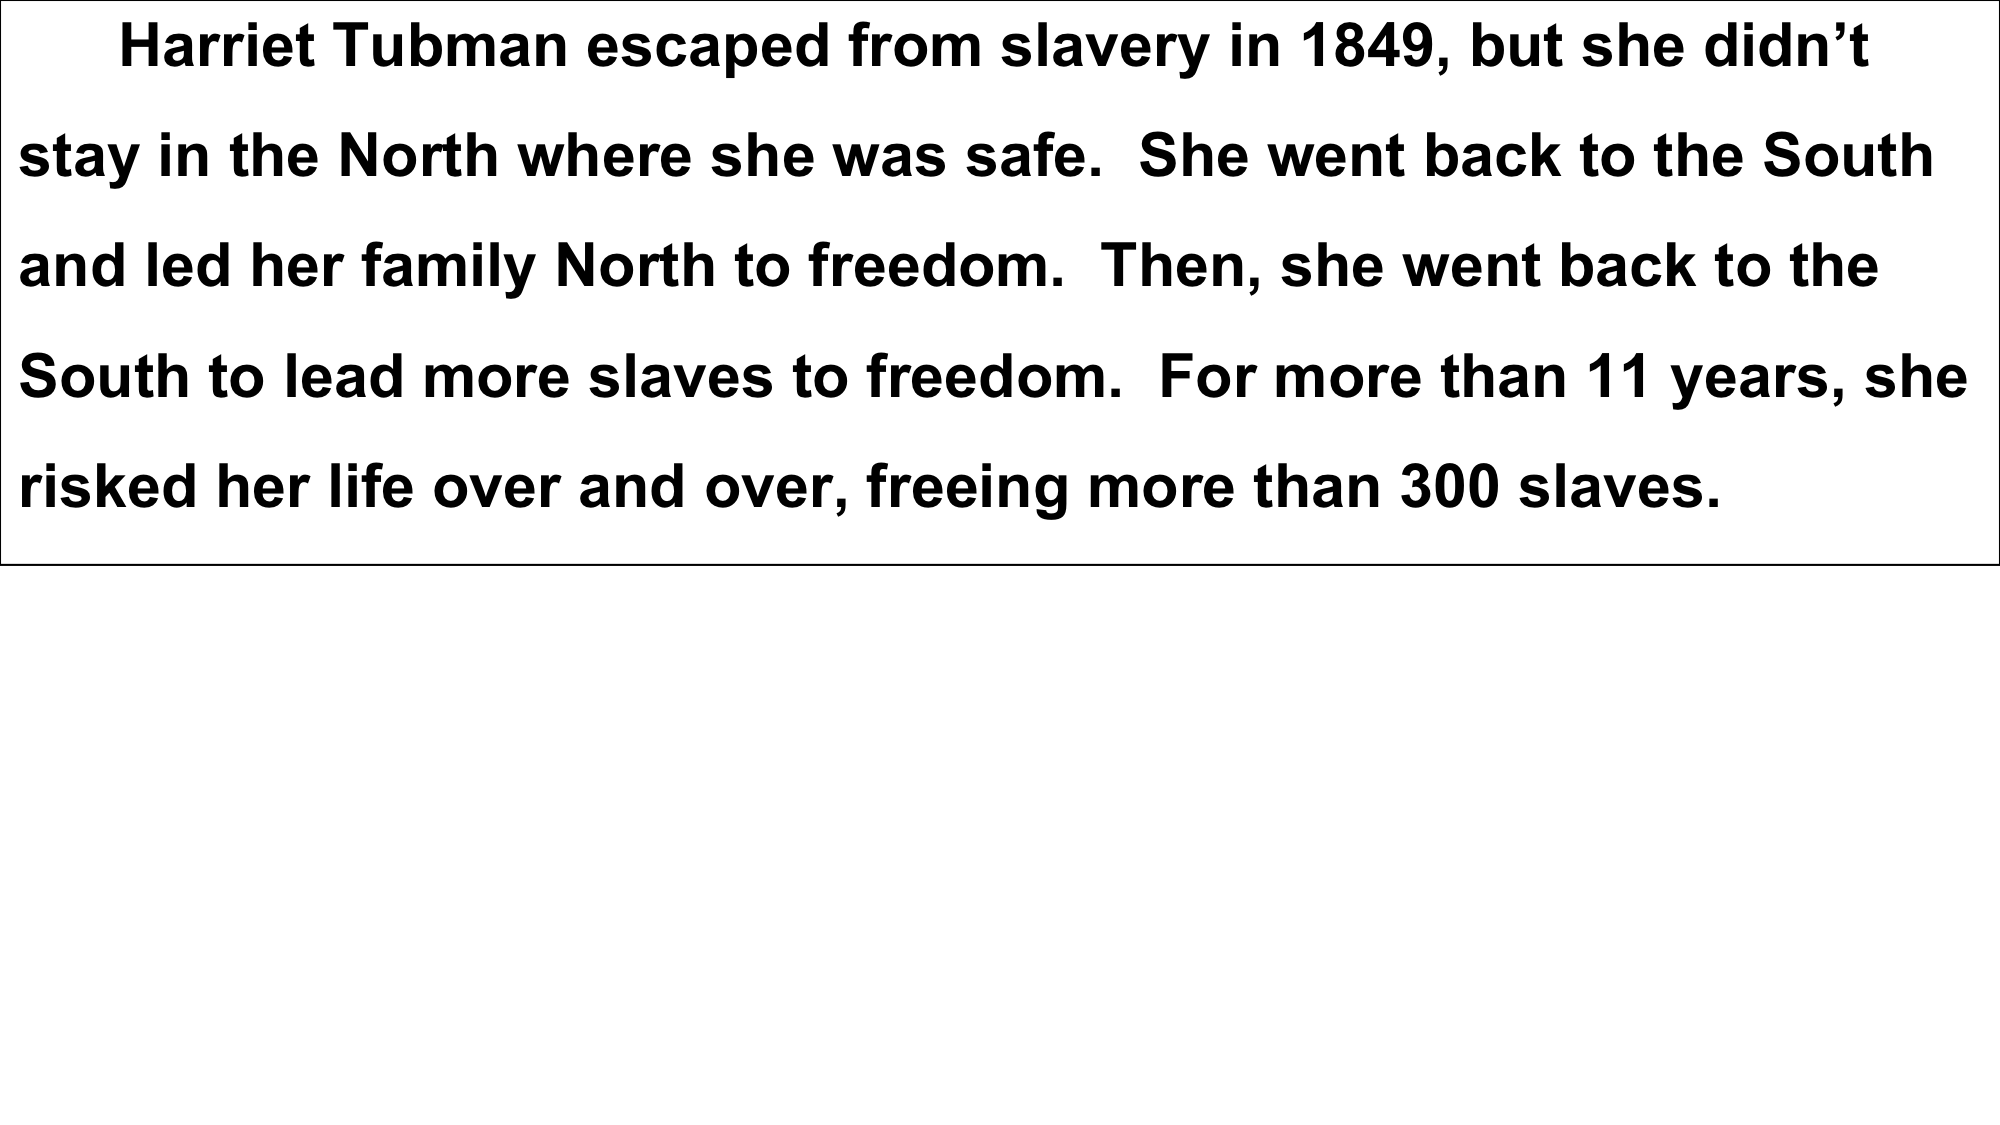 Harriet Tubman escaped from slavery in 1849, but she didn’t
stay in the North where she was safe.  She went back to the South
and led her family North to freedom.  Then, she went back to the
South to lead more slaves to freedom.  For more than 11 years, she
risked her life over and over, freeing more than 300 slaves.